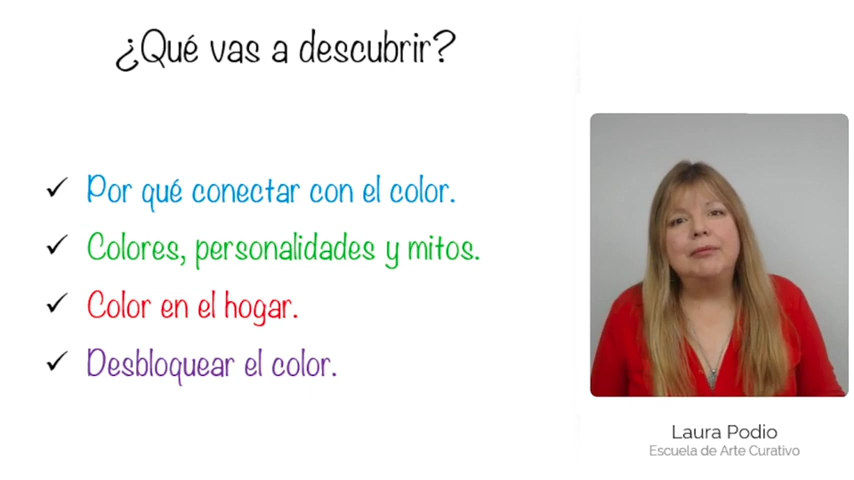 ¿Qué vas a descubrir?
Por qué conectar con el color.
Colores, personalidades y mitos.
Color en el hogar.
Desbloquear el color.
Laura Podio
Escuela de Arte Curativo